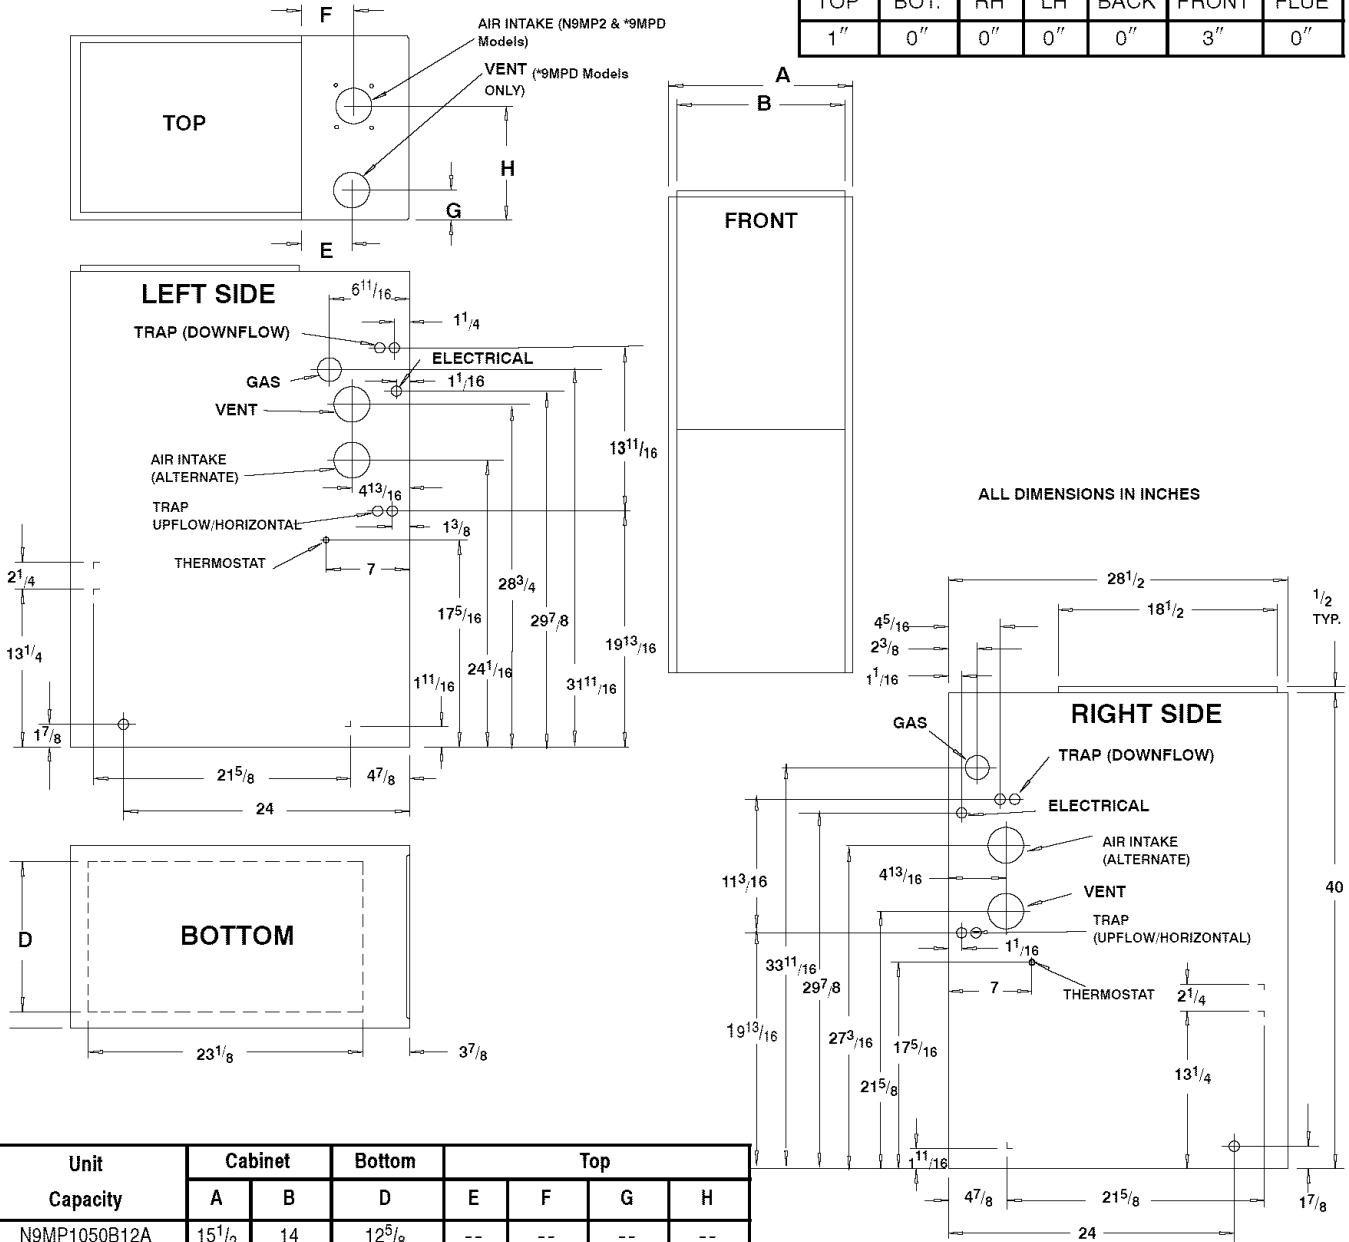 TOP BOT. RH LH BACK FRONT FLUE
1″ 0″ 0″ 0″ 0″ 3″ 0″
F
AIR INTAKE (N9MP2 & *9MPD
Models)
VENT (*9MPD Models
ONLY)
TOP
H
G
E
A
B
FRONT
LEFT SIDE
6 11/16
TRAP (DOWNFLOW)
1 1/4
ELECTRICAL
GAS
1 1/16
VENT
13 11/16
AIR INTAKE
(ALTERNATE)
4 13/16
TRAP
UPFLOW/HORIZONTAL
1 3/8
THERMOSTAT
7
2 1/4
28 3/4
17 5/16
29 7/8
19 13/16
13 1/4
24 1/16
1 11/16
31 11/16
1 7/8
21 5/8
4 7/8
24
ALL DIMENSIONS IN INCHES
28 1/2
18 1/2
1/2
TYP.
4 5/16
2 3/8
1 1/16
RIGHT SIDE
GAS
TRAP (DOWNFLOW)
ELECTRICAL
AIR INTAKE
(ALTERNATE)
11 3/16
4 13/16
VENT
40
TRAP
(UPFLOW/HORIZONTAL)
1 1/16
33 11/16
29 7/8
7
THERMOSTAT
2 1/4
19 13/16
27 3/16
17 5/16
13 1/4
21 5/8
1 11/16
4 7/8
21 5/8
1 7/8
24
BOTTOM
D
23 1/8
3 7/8
Unit Cabinet Bottom Top
Capacity A B D E F G H
N9MP1050B12A 15 1/2 14 12 5/8 -- -- -- --